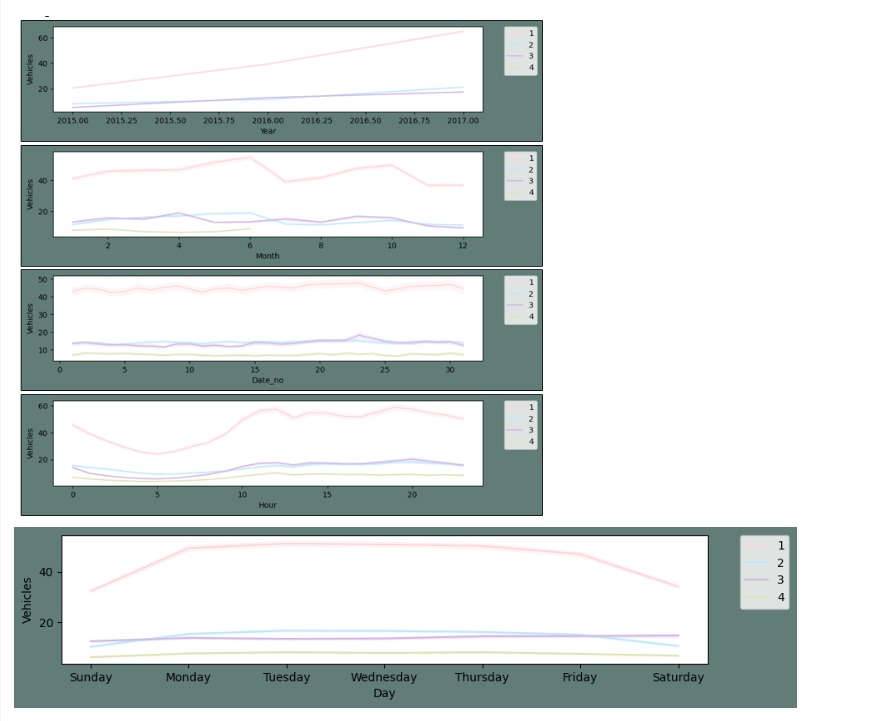 60
40
20
Vehicles
2015.00 2015.25 2015.50 2015.75 2016.00 2016.25 2016.50 2016.75 2017.00
Year
1
2
3
4
40
20
Vehicles
2 4 6 8 10 12
Month
1
2
3
4
50
40
30
20
10
Vehicles
0 5 10 15 20 25 30
Date_no
1
2
3
4
60
40
20
Vehicles
0 5 10 15 20
Hour
1
2
3
4
40
20
Vehicles
Sunday Monday Tuesday Wednesday Thursday Friday Saturday
Day
1
2
3
4